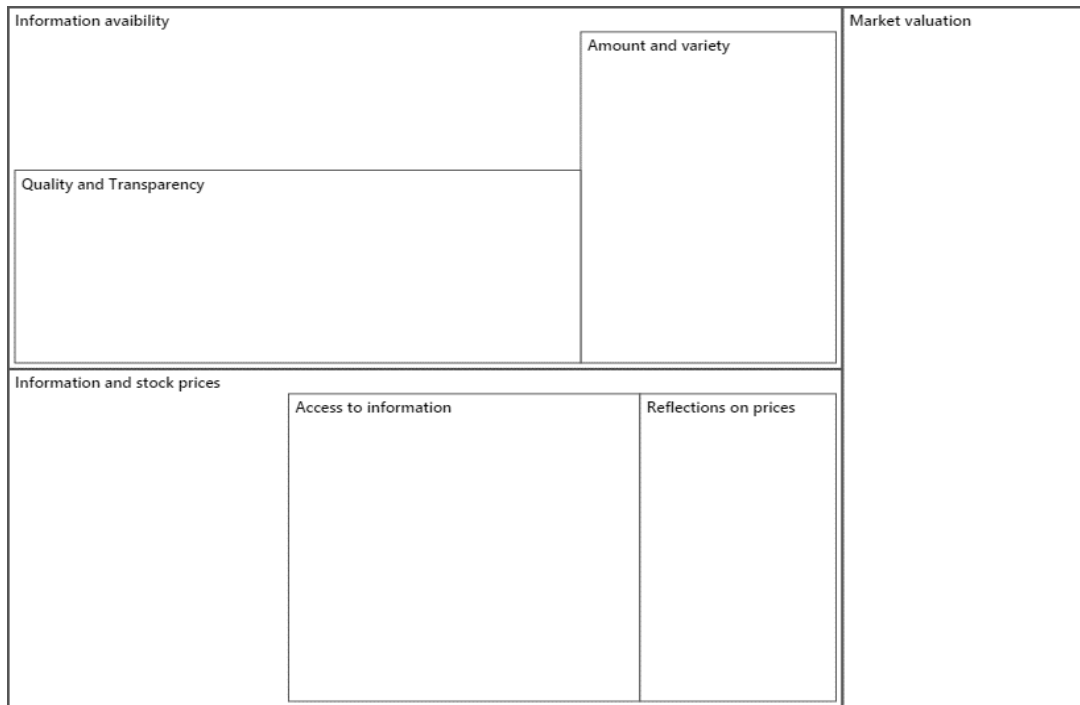 Information avaibility
Market valuation
Amount and variety
Quality and Transparency
Information and stock prices
Access to information
Reflections on prices